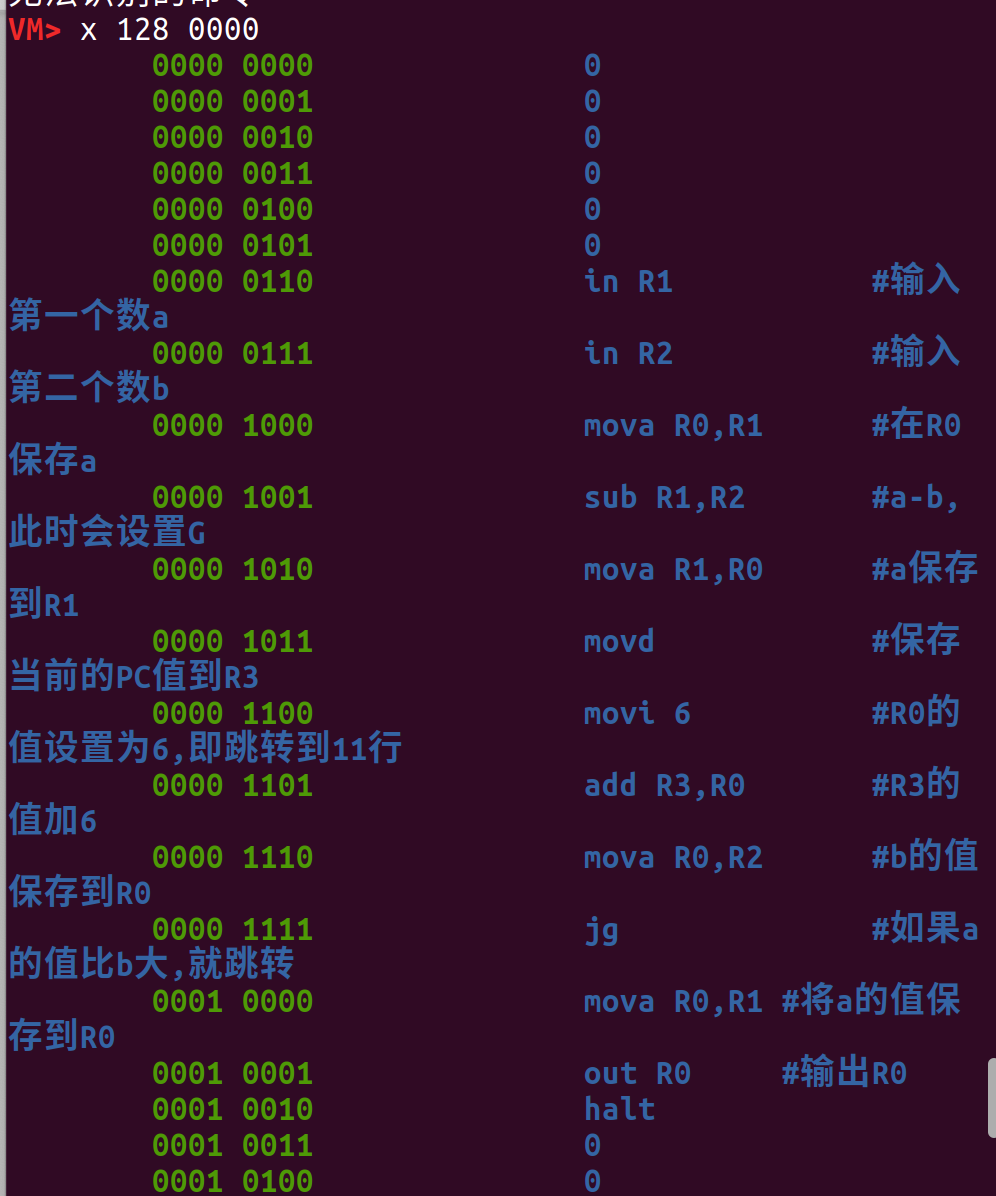 无法识别的命令
VM> x 128 0000
0000 0000 0
0000 0001 0
0000 0010 0
0000 0011 0
0000 0100 0
0000 0101 0
0000 0110 in R1 #输入
第一个数a
0000 0111 in R2 #输入
第二个数b
0000 1000 mova R0,R1 #在R0
保存a
0000 1001 sub R1,R2 #a-b,
此时会设置G
0000 1010 mova R1,R0 #a保存
到R1
0000 1011 movd #保存
当前的PC值到R3
0000 1100 movi 6 #R0的
值设置为6,即跳转到11行
0000 1101 add R3,R0 #R3的
值加6
0000 1110 mova R0,R2 #b的值
保存到R0
0000 1111 jg #如果a
的值比b大,就跳转
0001 0000 mova R0,R1 #将a的值保
存到R0
0001 0001 out R0 #输出R0
0001 0010 halt
0001 0011 0
0001 0100 0